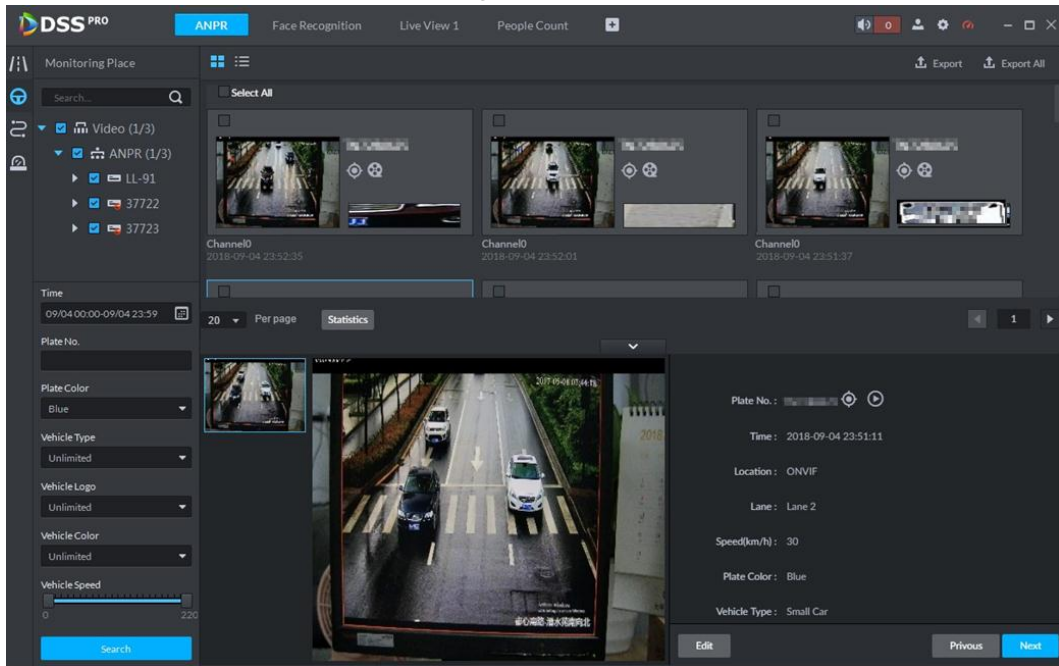 DSS PRO
ANPR
Face Recognition
Live View 1
People Count
0
Monitoring Place
Export
Export All
Search...
Select All
Video (1/3)
ANPR (1/3)
LL-91
37722
37723
Channel0
2018-09-04 23:52:35
Channel0
2018-09-04 23:52:01
Channel0
2018-09-04 23:51:37
Time
09/04 00:00-09/04 23:59
20
Per page
Statistics
1
Plate No.
Plate Color
Blue
Vehicle Type
Unlimited
Vehicle Logo
Unlimited
Vehicle Color
Unlimited
Vehicle Speed
0
220
Search
2018
Plate No. :
Time : 2018-09-04 23:51:11
Location : ONVIF
Lane : Lane 2
Speed(km/h) : 30
Plate Color : Blue
Vehicle Type : Small Car
Edit
Privous
Next